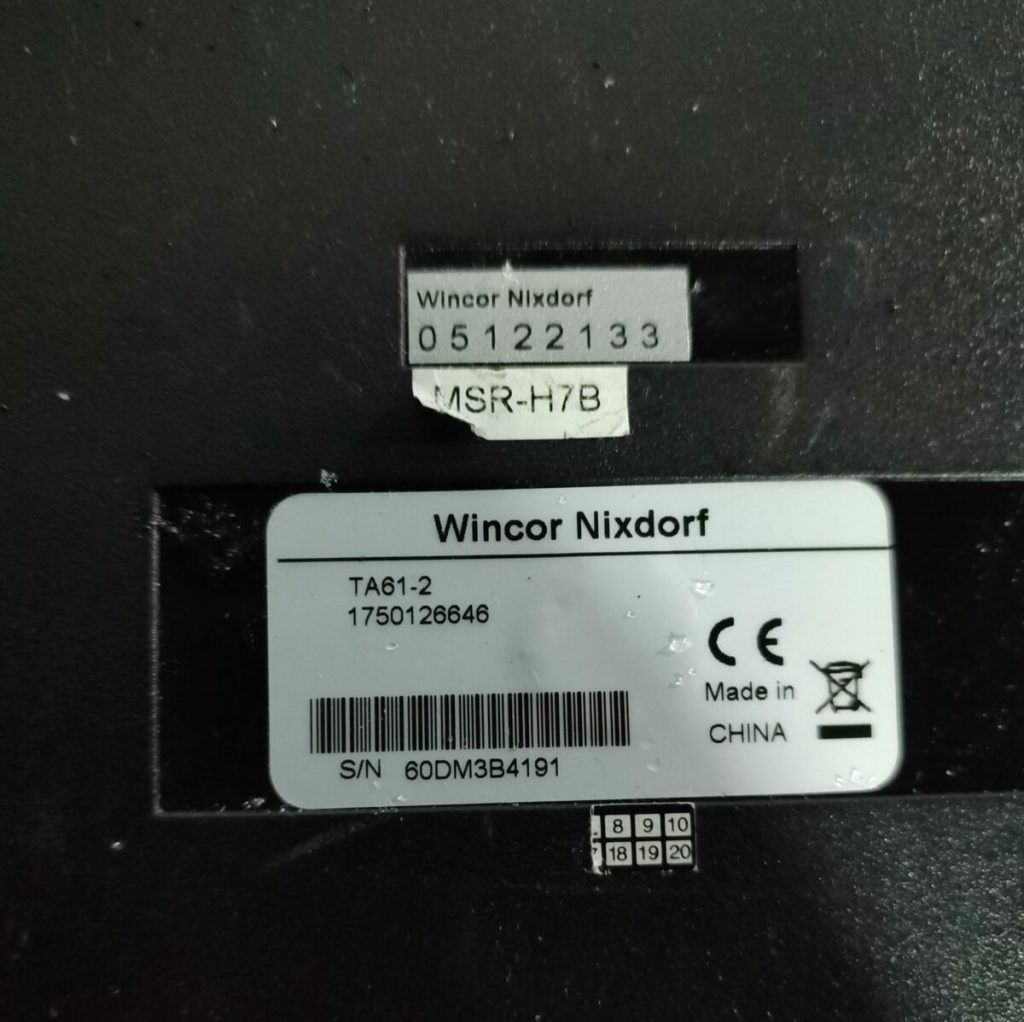 Wincor Nixdorf
05122133
MSR-H7B
Wincor Nixdorf
TA61-2
1750126646
CE
Made in
CHINA
S/N 60DM3B4191
8 9 10
18 19 20